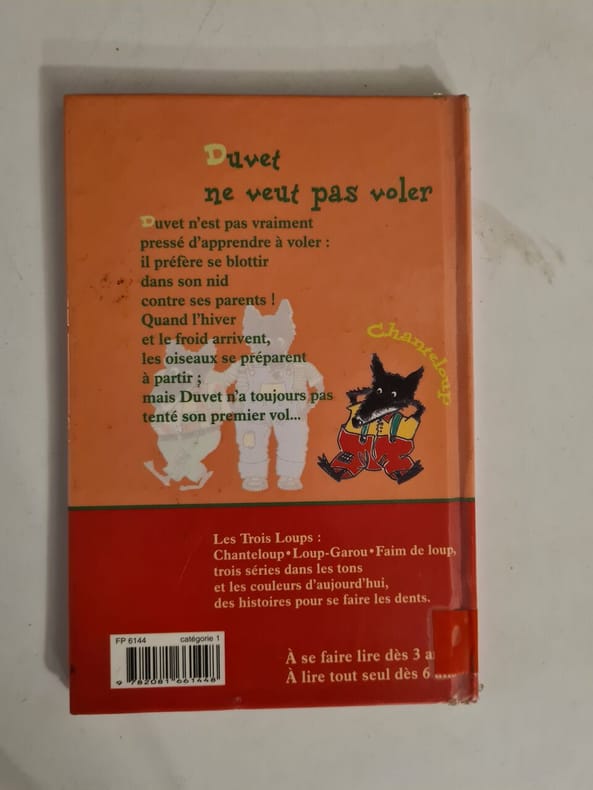 Duvet
ne veut pas voler
Duvet n'est pas vraiment
pressé d'apprendre à voler :
il préfère se blottir
dans son nid
contre ses parents !
Quand l'hiver
et le froid arrivent,
les oiseaux se préparent
à partir ;
mais Duvet n'a toujours pas
tenté son premier vol...
Chanteloup
Les Trois Loups :
Chanteloup • Loup-Garou • Faim de loup,
trois séries dans les tons
et les couleurs d'aujourd'hui,
des histoires pour se faire les dents.
FP 6144 catégorie 1
9 782081 661448
À se faire lire dès 3 a
À lire tout seul dès 6 ans